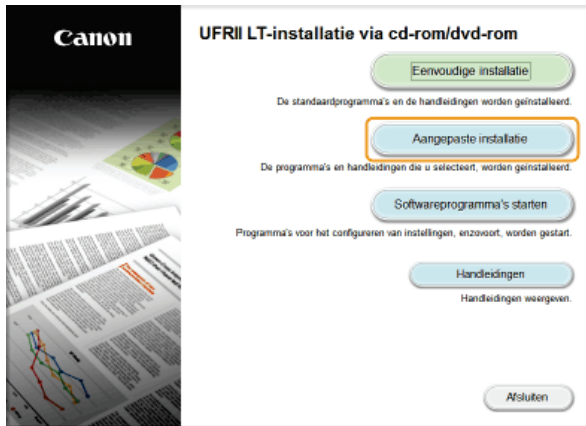 Canon
UFRII LT-installatie via cd-rom/dvd-rom
Eenvoudige installatie
De standaardprogramma's en de handleidingen worden geïnstalleerd.
Aangepaste installatie
De programma's en handleidingen die u selecteert, worden geïnstalleerd.
Softwareprogramma's starten
Programma's voor het configureren van instellingen, enzovoort, worden gestart.
Handleidingen
Handleidingen weergeven.
Afsluiten